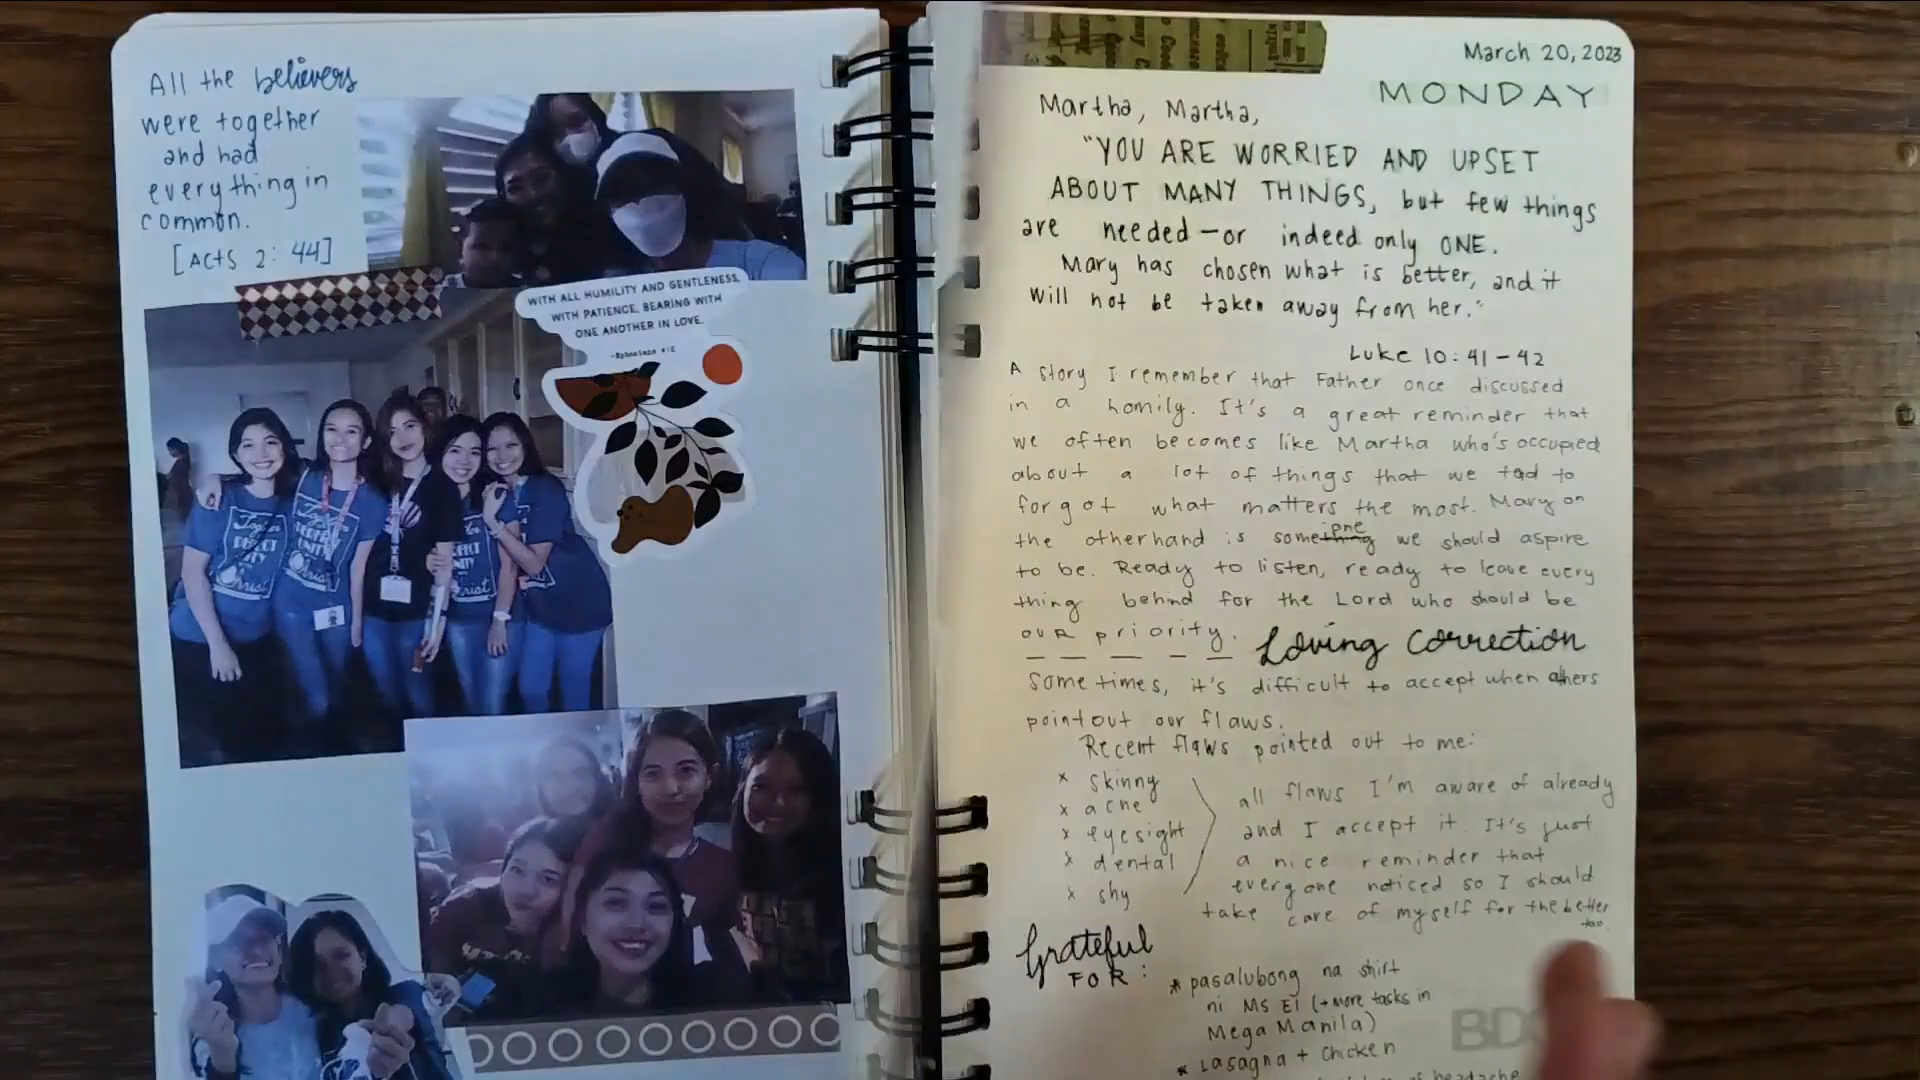 All the believers
were together
and had
everything in
common.
[Acts 2: 44]
WITH ALL HUMILITY AND GENTLENESS,
WITH PATIENCE, BEARING WITH
ONE ANOTHER IN LOVE.
-Ephesians 4:2
March 20, 2023
MONDAY
Martha, Martha,
"YOU ARE WORRIED AND UPSET
ABOUT MANY THINGS, but few things
are needed - or indeed only ONE.
Mary has chosen what is better, and it
will not be taken away from her."
Luke 10: 41-42
A story I remember that Father once discussed
in a homily. It's a great reminder that
we often becomes like Martha who's occupied
about a lot of things that we tad to
forgot what matters the most. Mary on
the otherhand is something one we should aspire
to be. Ready to listen, ready to leave every
thing behind for the Lord who should be
our priority.
Loving Correction
Sometimes, it's difficult to accept when others
pointout our flaws.
Recent flaws pointed out to me:
x skinny
x acne
x eyesight
x dental
x shy
all flaws I'm aware of already
and I accept it. It's just
a nice reminder that
everyone noticed so I should
take care of myself for the better
too.
Grateful
FOR:
* pasalubong na shirt
ni Ms El (+ more tasks in
Mega Manila)
* Lasagna + Chicken
of headache